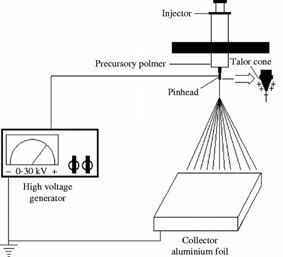 Injector
Precursory polmer
Talor cone
Pinhead
- 0-30 kV +
High voltage
generator
Collector
aluminium foil